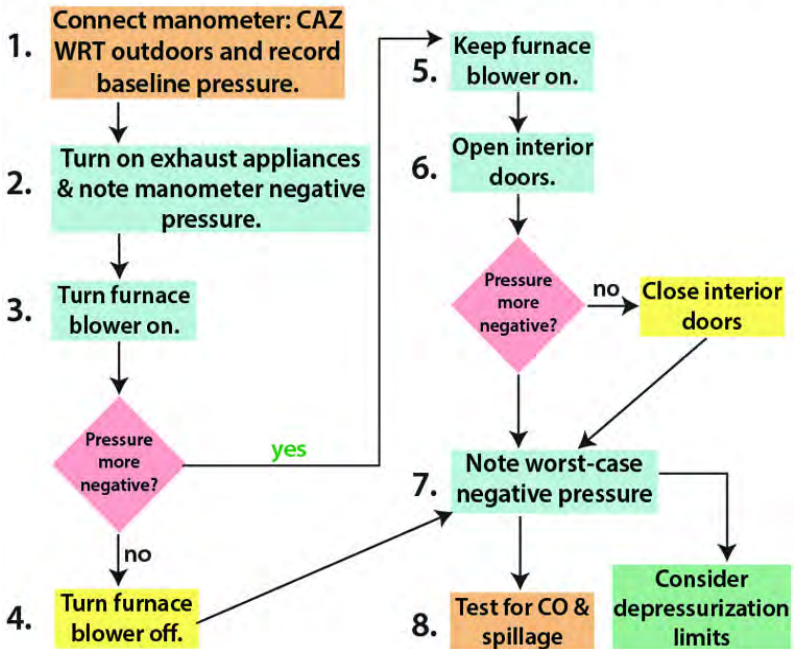 1.
Connect manometer: CAZ
WRT outdoors and record
baseline pressure.
2.
Turn on exhaust appliances
& note manometer negative
pressure.
3.
Turn furnace
blower on.
Pressure
more
negative?
yes
no
4.
Turn furnace
blower off.
5.
Keep furnace
blower on.
6.
Open interior
doors.
Pressure
more
negative?
no
Close interior
doors
7.
Note worst-case
negative pressure
8.
Test for CO &
spillage
Consider
depressurization
limits